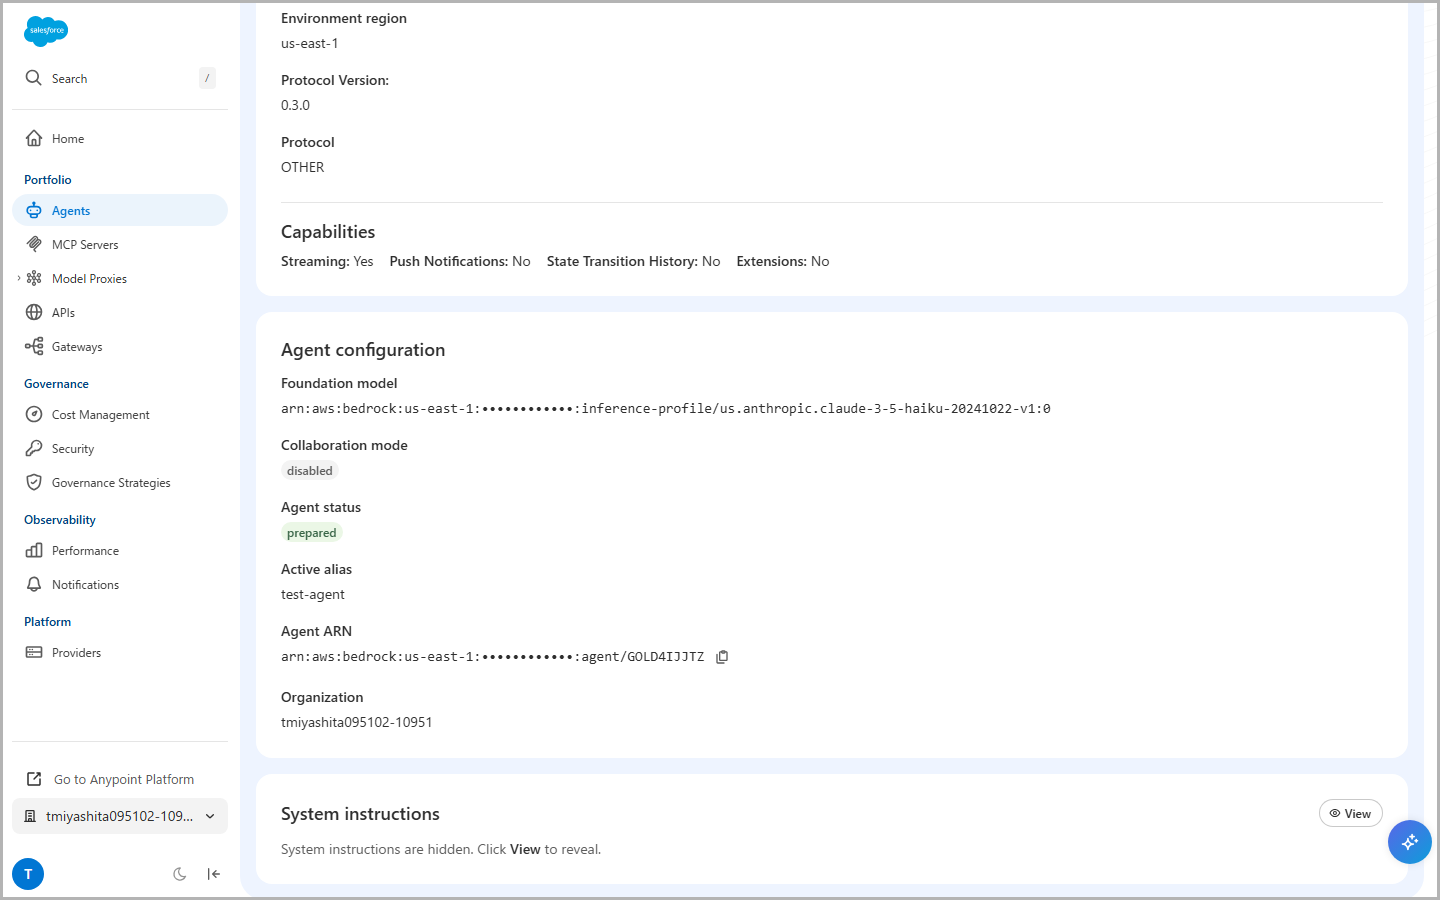 salesforce
Search /
Home
Portfolio
Agents
MCP Servers
Model Proxies
APIs
Gateways
Governance
Cost Management
Security
Governance Strategies
Observability
Performance
Notifications
Platform
Providers
Go to Anypoint Platform
tmiyashita095102-109...
T
Environment region
us-east-1
Protocol Version:
0.3.0
Protocol
OTHER
Capabilities
Streaming: Yes Push Notifications: No State Transition History: No Extensions: No
Agent configuration
Foundation model
arn:aws:bedrock:us-east-1:••••••••••••:inference-profile/us.anthropic.claude-3-5-haiku-20241022-v1:0
Collaboration mode
disabled
Agent status
prepared
Active alias
test-agent
Agent ARN
arn:aws:bedrock:us-east-1:••••••••••••:agent/GOLD4IJJTZ
Organization
tmiyashita095102-10951
System instructions
View
System instructions are hidden. Click View to reveal.